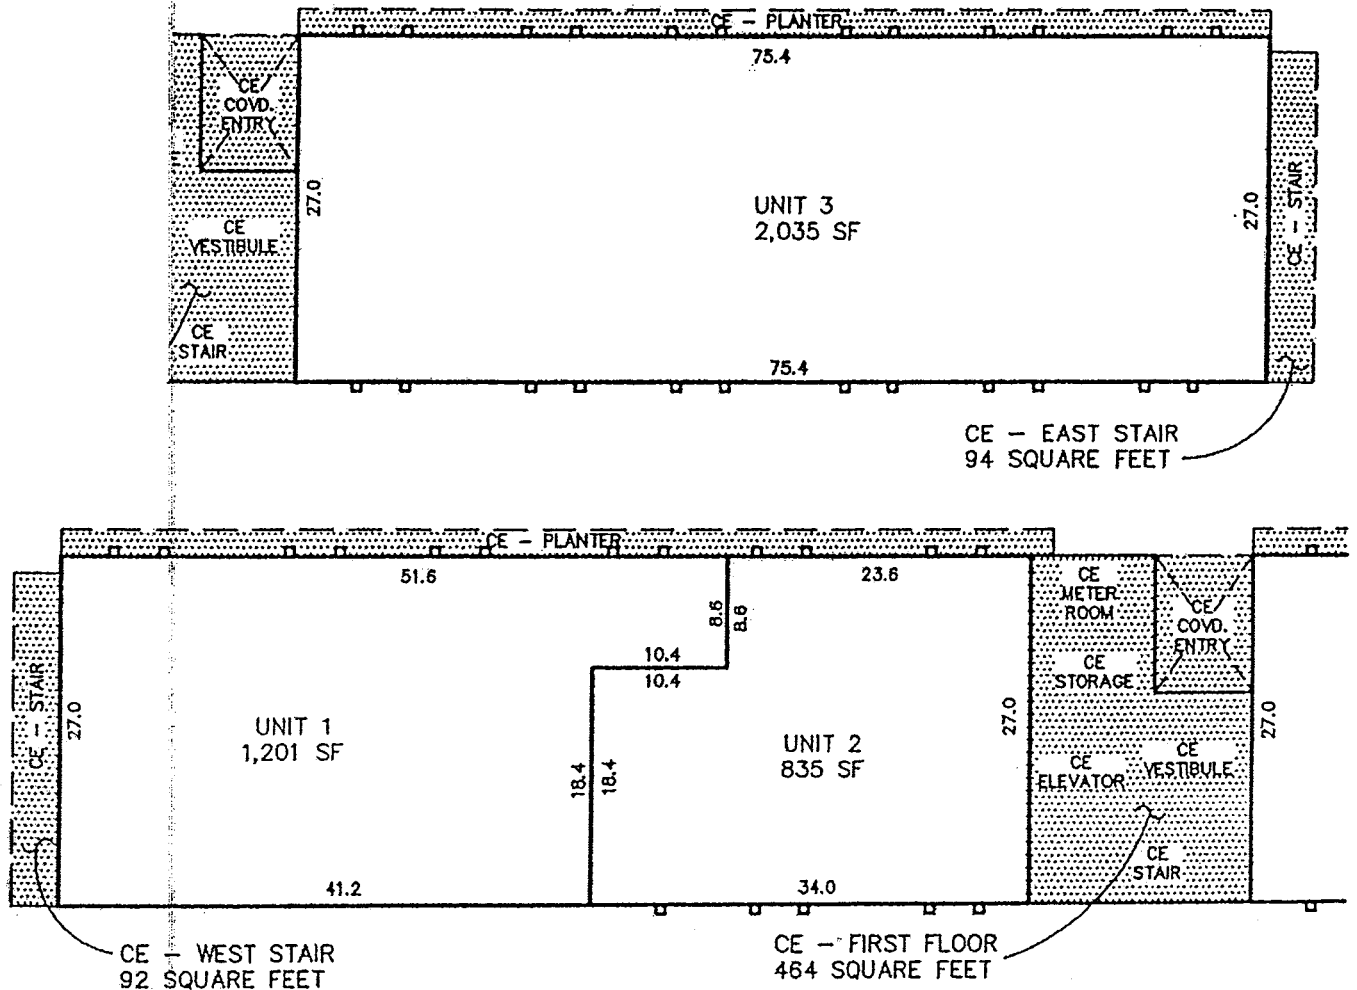 CE - PLANTER
75.4
CE
COVD.
ENTRY
27.0
UNIT 3
2,035 SF
27.0
CE - STAIR
CE
VESTIBULE
CE
STAIR
75.4
CE - EAST STAIR
94 SQUARE FEET
CE - PLANTER
51.6
23.6
8.6
8.6
CE
METER
ROOM
CE
COVD.
ENTRY
10.4
10.4
CE
STORAGE
CE - STAIR
27.0
UNIT 1
1,201 SF
18.4
18.4
UNIT 2
835 SF
27.0
CE
ELEVATOR
CE
VESTIBULE
27.0
CE
STAIR
41.2
34.0
CE - WEST STAIR
92 SQUARE FEET
CE - FIRST FLOOR
464 SQUARE FEET